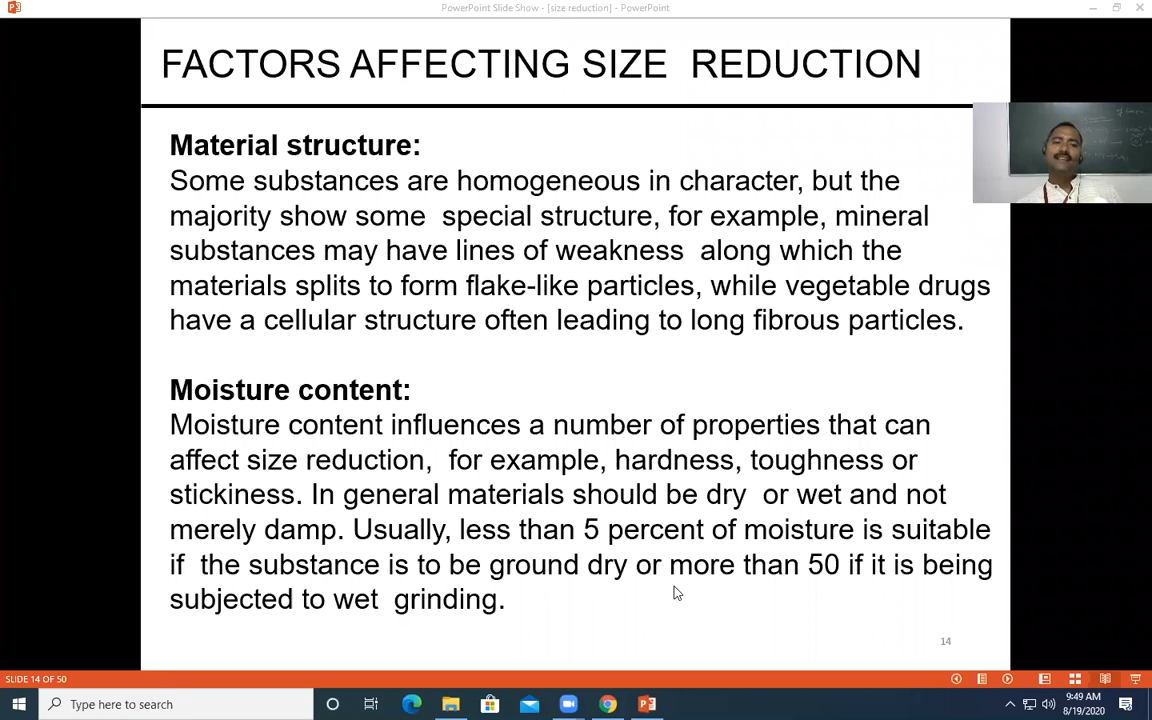 PowerPoint Slide Show - [size reduction] - PowerPoint
FACTORS AFFECTING SIZE REDUCTION
Material structure:
Some substances are homogeneous in character, but the
majority show some special structure, for example, mineral
substances may have lines of weakness along which the
materials splits to form flake-like particles, while vegetable drugs
have a cellular structure often leading to long fibrous particles.
Moisture content:
Moisture content influences a number of properties that can
affect size reduction, for example, hardness, toughness or
stickiness. In general materials should be dry or wet and not
merely damp. Usually, less than 5 percent of moisture is suitable
if the substance is to be ground dry or more than 50 if it is being
subjected to wet grinding.
14
SLIDE 14 OF 50
Type here to search
9:49 AM
8/19/2020